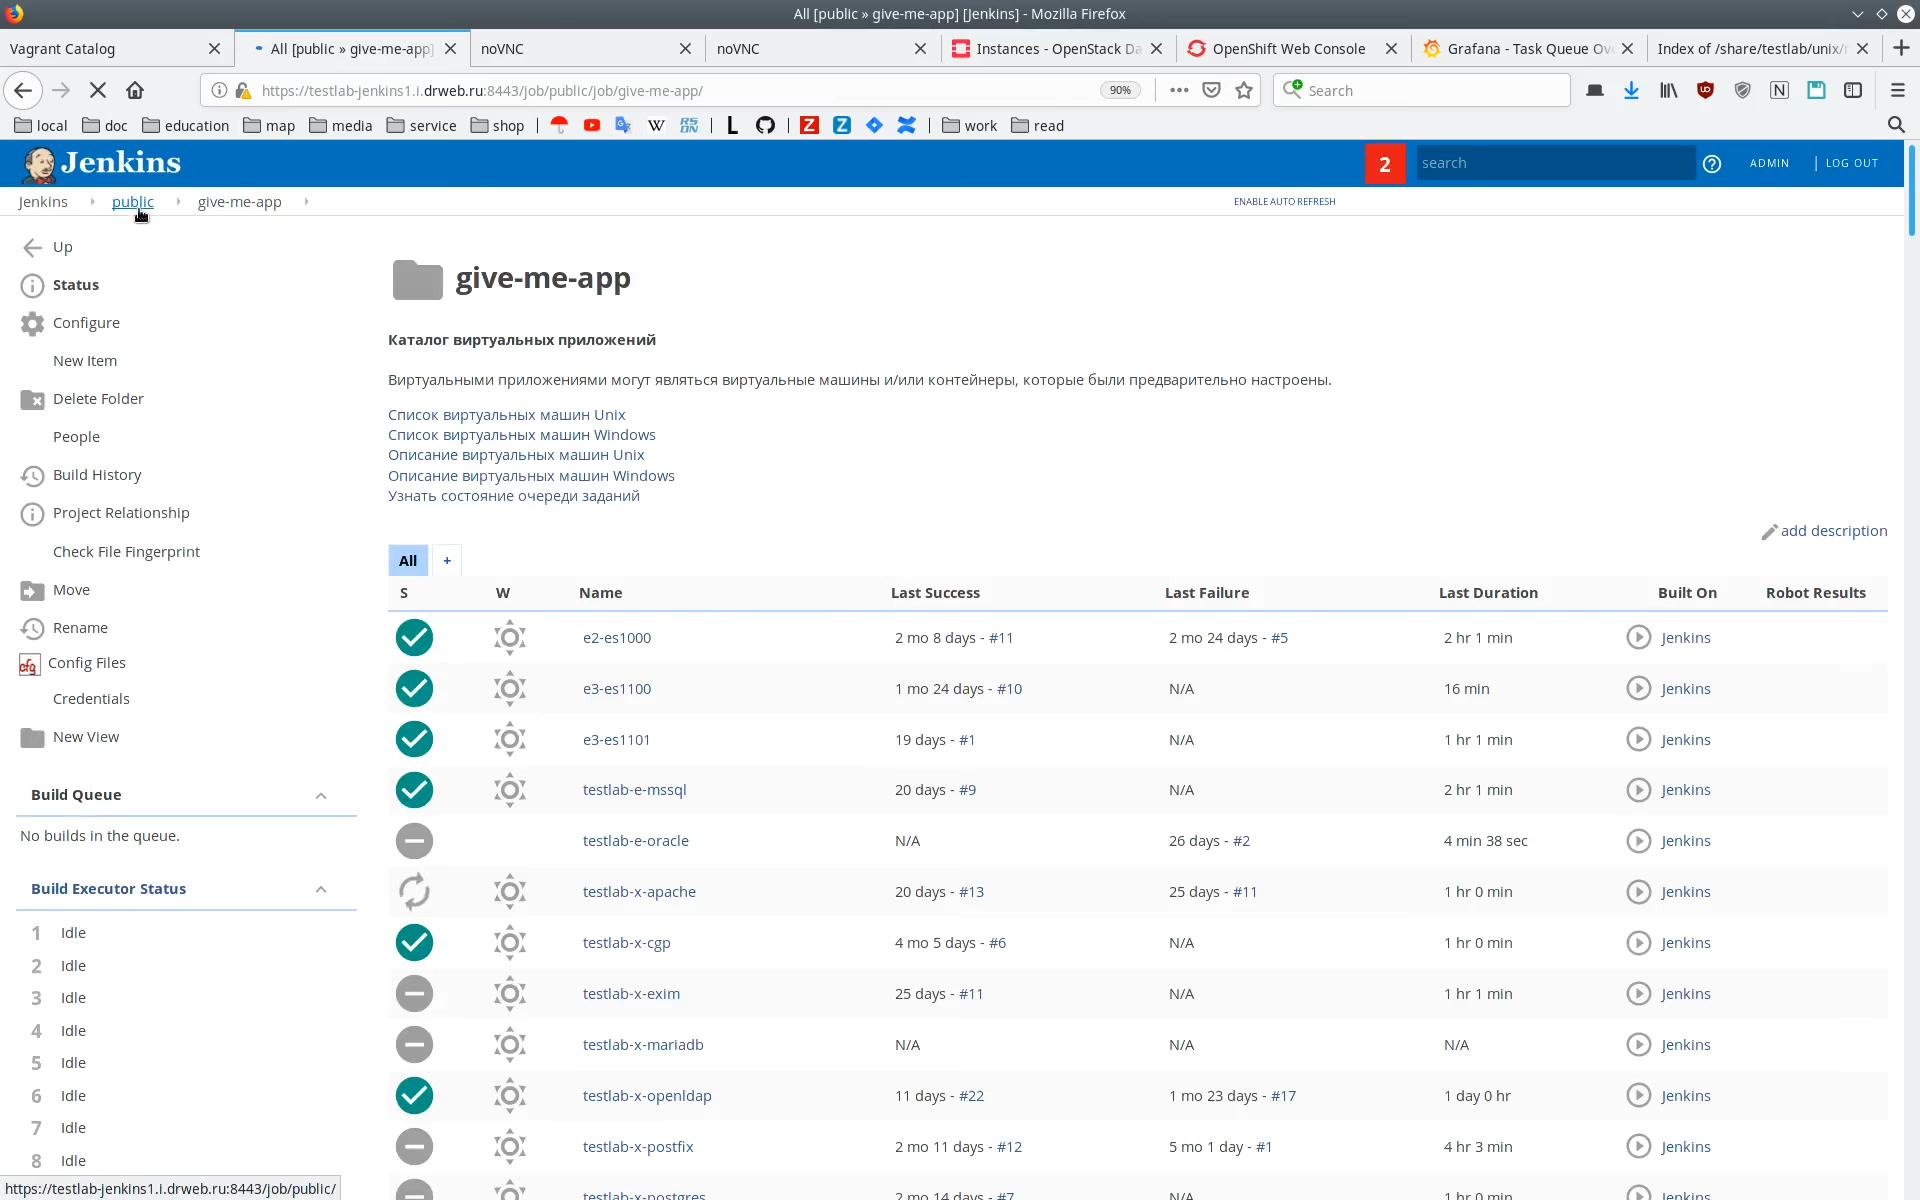 All [public » give-me-app] [Jenkins] - Mozilla Firefox
Vagrant Catalog
All [public » give-me-app]
noVNC
noVNC
Instances - OpenStack Da
OpenShift Web Console
Grafana - Task Queue Ov
Index of /share/testlab/unix/
https://testlab-jenkins1.i.drweb.ru:8443/job/public/job/give-me-app/
90%
Search
local doc education map media service shop work read
Jenkins
2
search
ADMIN
LOG OUT
Jenkins public give-me-app
ENABLE AUTO REFRESH
Up
Status
Configure
New Item
Delete Folder
People
Build History
Project Relationship
Check File Fingerprint
Move
Rename
cfg Config Files
Credentials
New View
Build Queue
No builds in the queue.
Build Executor Status
1 Idle
2 Idle
3 Idle
4 Idle
5 Idle
6 Idle
7 Idle
8 Idle
https://testlab-jenkins1.i.drweb.ru:8443/job/public/
give-me-app
Каталог виртуальных приложений
Виртуальными приложениями могут являться виртуальные машины и/или контейнеры, которые были предварительно настроены.
Список виртуальных машин Unix
Список виртуальных машин Windows
Описание виртуальных машин Unix
Описание виртуальных машин Windows
Узнать состояние очереди заданий
add description
All +
S W Name Last Success Last Failure Last Duration Built On Robot Results
e2-es1000 2 mo 8 days - #11 2 mo 24 days - #5 2 hr 1 min Jenkins
e3-es1100 1 mo 24 days - #10 N/A 16 min Jenkins
e3-es1101 19 days - #1 N/A 1 hr 1 min Jenkins
testlab-e-mssql 20 days - #9 N/A 2 hr 1 min Jenkins
testlab-e-oracle N/A 26 days - #2 4 min 38 sec Jenkins
testlab-x-apache 20 days - #13 25 days - #11 1 hr 0 min Jenkins
testlab-x-cgp 4 mo 5 days - #6 N/A 1 hr 0 min Jenkins
testlab-x-exim 25 days - #11 N/A 1 hr 1 min Jenkins
testlab-x-mariadb N/A N/A N/A Jenkins
testlab-x-openldap 11 days - #22 1 mo 23 days - #17 1 day 0 hr Jenkins
testlab-x-postfix 2 mo 11 days - #12 5 mo 1 day - #1 4 hr 3 min Jenkins
testlab-x-postgres 2 mo 14 days - #7 N/A 1 hr 0 min Jenkins